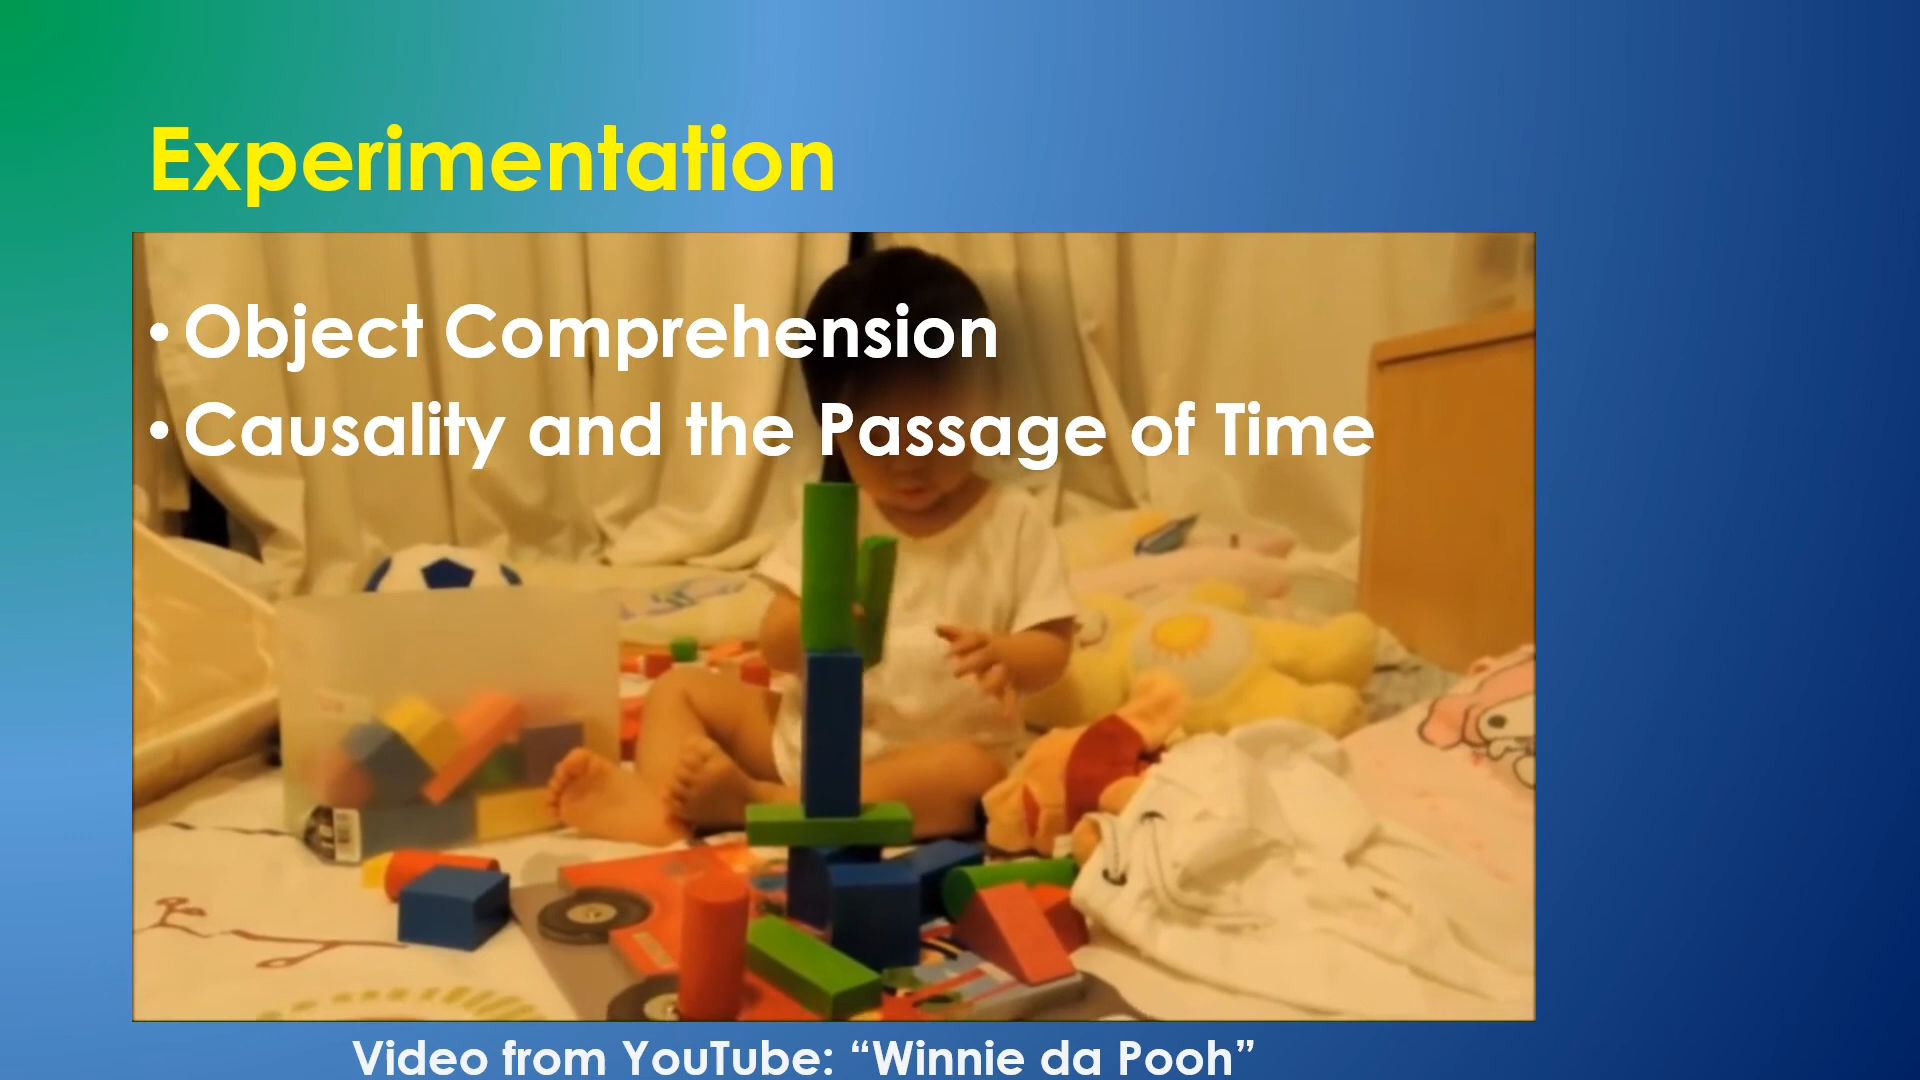 Experimentation
• Object Comprehension
• Causality and the Passage of Time
Video from YouTube: “Winnie da Pooh”